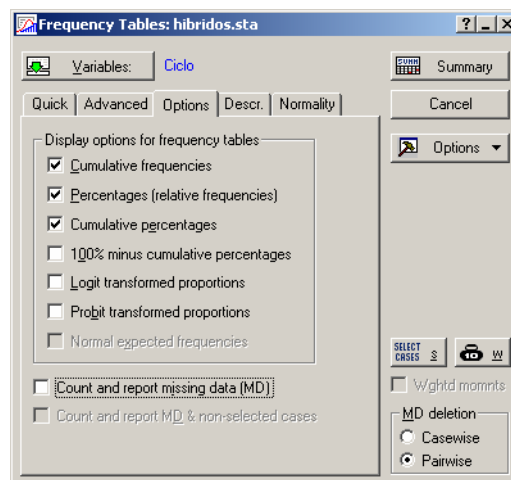 Frequency Tables: hibridos.sta
Variables: Ciclo
Summary
Cancel
Options
Quick Advanced Options Descr. Normality
Display options for frequency tables
Cumulative frequencies
Percentages (relative frequencies)
Cumulative percentages
100% minus cumulative percentages
Logit transformed proportions
Probit transformed proportions
Normal expected frequencies
Count and report missing data (MD)
Count and report MD & non-selected cases
SELECT CASES S
W
Wghtd momnts
MD deletion
Casewise
Pairwise